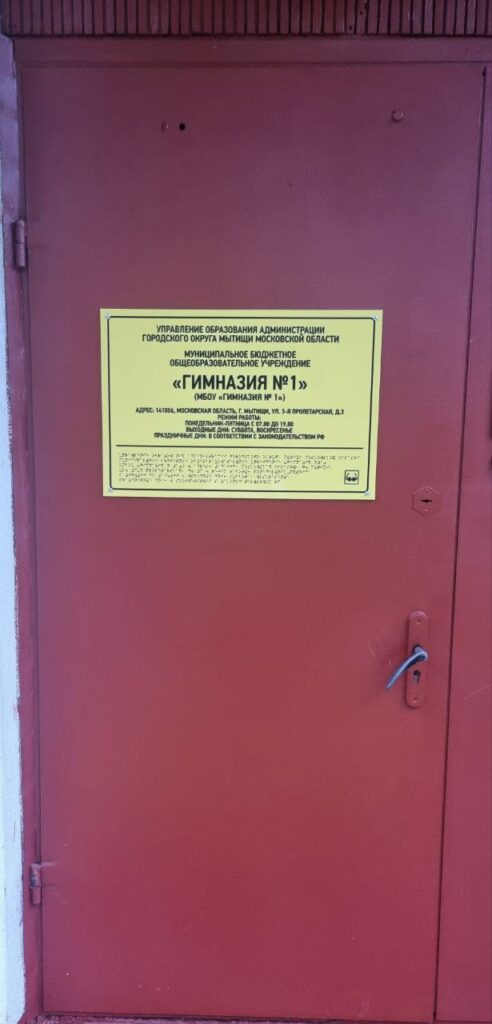 УПРАВЛЕНИЕ ОБРАЗОВАНИЯ АДМИНИСТРАЦИИ
ГОРОДСКОГО ОКРУГА МЫТИЩИ МОСКОВСКОЙ ОБЛАСТИ
МУНИЦИПАЛЬНОЕ БЮДЖЕТНОЕ
ОБЩЕОБРАЗОВАТЕЛЬНОЕ УЧРЕЖДЕНИЕ
«ГИМНАЗИЯ №1»
(МБОУ «ГИМНАЗИЯ № 1»)
АДРЕС: 141006, МОСКОВСКАЯ ОБЛАСТЬ, Г. МЫТИЩИ, УЛ. 3-Я ПРОЛЕТАРСКАЯ, Д.3
РЕЖИМ РАБОТЫ:
ПОНЕДЕЛЬНИК-ПЯТНИЦА С 07.00 ДО 19.00
ВЫХОДНЫЕ ДНИ: СУББОТА, ВОСКРЕСЕНЬЕ
ПРАЗДНИЧНЫЕ ДНИ: В СООТВЕТСТВИИ С ЗАКОНОДАТЕЛЬСТВОМ РФ